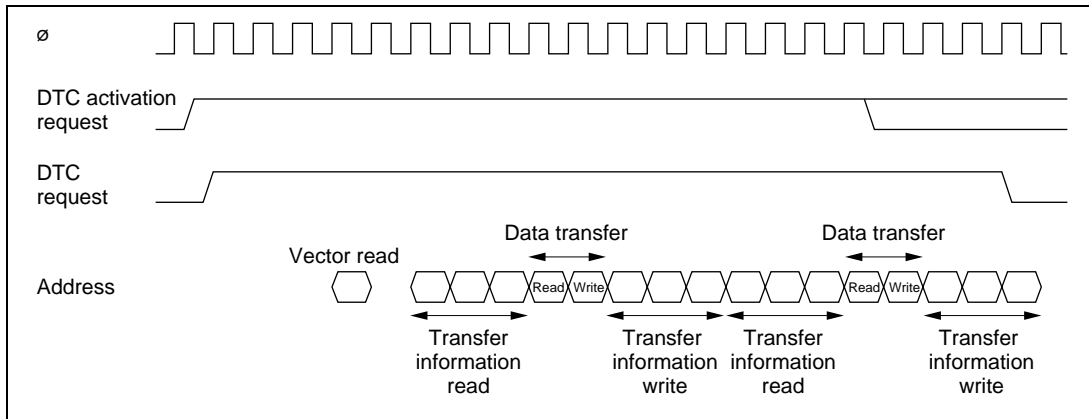 ø
DTC activation
request
DTC
request
Data transfer
Data transfer
Vector read
Address
Read
Write
Read
Write
Transfer
information
read
Transfer
information
write
Transfer
information
read
Transfer
information
write